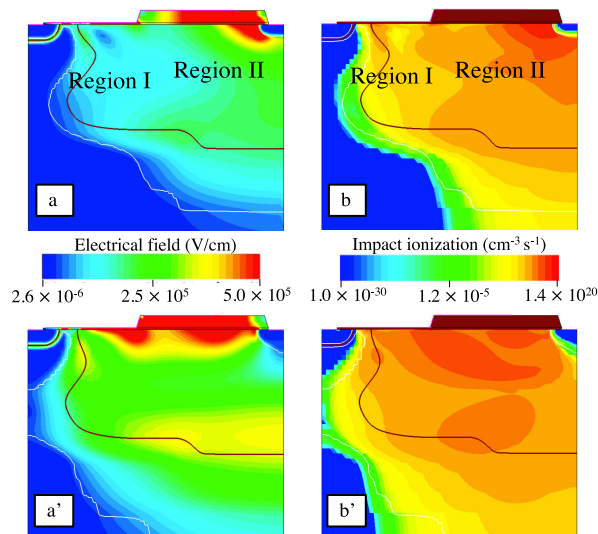 Region I
Region II
Region I
Region II
a
b
Electrical field (V/cm)
Impact ionization (cm⁻³ s⁻¹)
2.6 × 10⁻⁶
2.5 × 10⁵
5.0 × 10⁵
1.0 × 10⁻³⁰
1.2 × 10⁻⁵
1.4 × 10²⁰
a'
b'